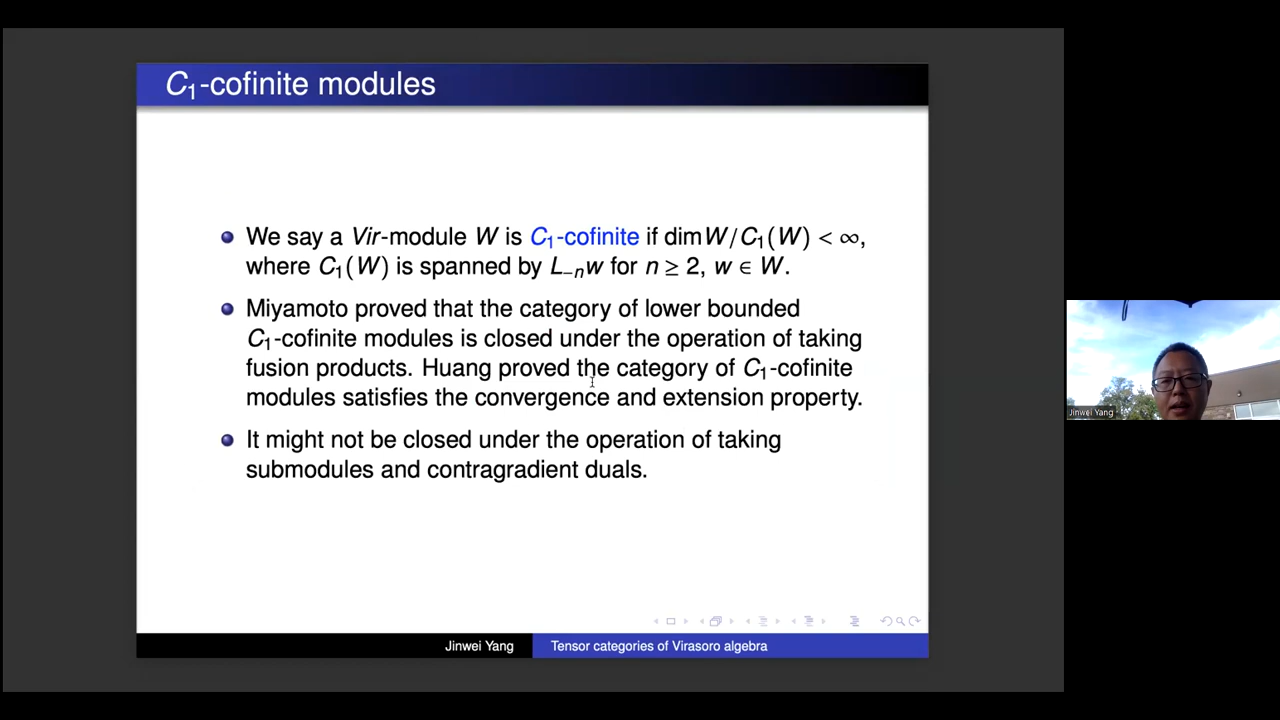 C₁-cofinite modules
We say a Vir-module W is C₁-cofinite if dim W/C₁(W) < ∞,
where C₁(W) is spanned by L₋ₙw for n ≥ 2, w ∈ W.
Miyamoto proved that the category of lower bounded
C₁-cofinite modules is closed under the operation of taking
fusion products. Huang proved the category of C₁-cofinite
modules satisfies the convergence and extension property.
It might not be closed under the operation of taking
submodules and contragradient duals.
Jinwei Yang
Tensor categories of Virasoro algebra
Jinwei Yang